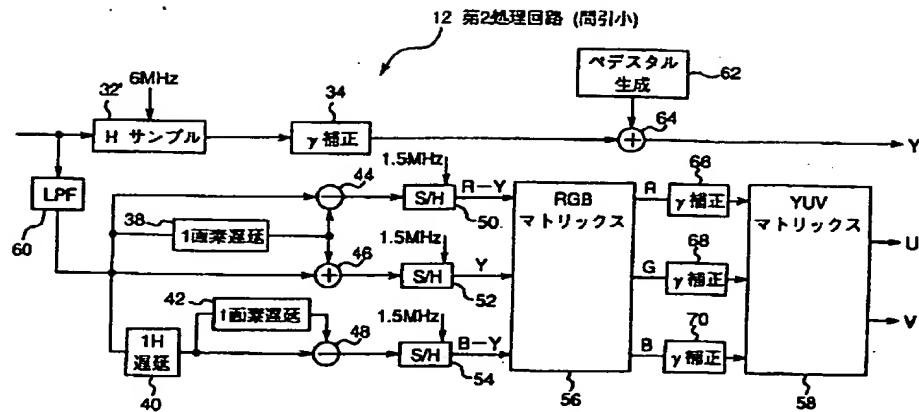 12 第2処理回路 (間引小)
ペデスタル
生成
62
6MHz
32'
H サンプル
34
γ 補正
64
Y
LPF
60
1.5MHz
44
S/H
R-Y
50
38
1画素遅延
46
1.5MHz
S/H
Y
52
42
1画素遅延
48
1.5MHz
S/H
B-Y
54
1H
遅延
40
RGB
マトリックス
56
R
66
γ 補正
G
68
γ 補正
B
70
γ 補正
YUV
マトリックス
58
U
V